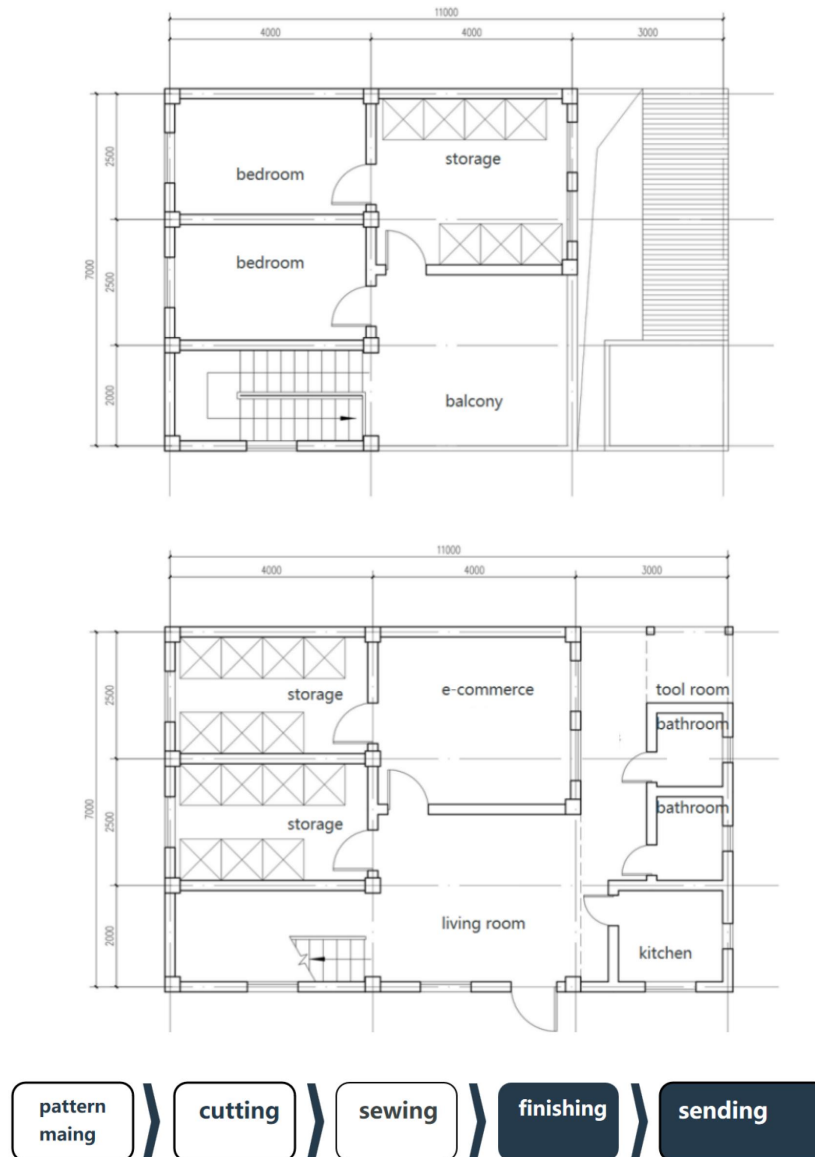 11000
4000 4000 3000
2500
bedroom
storage
7000
2500
bedroom
2000
balcony
11000
4000 4000 3000
2500
storage
e-commerce
tool room
bathroom
7000
2500
storage
bathroom
2000
living room
kitchen
pattern
maing
cutting
sewing
finishing
sending